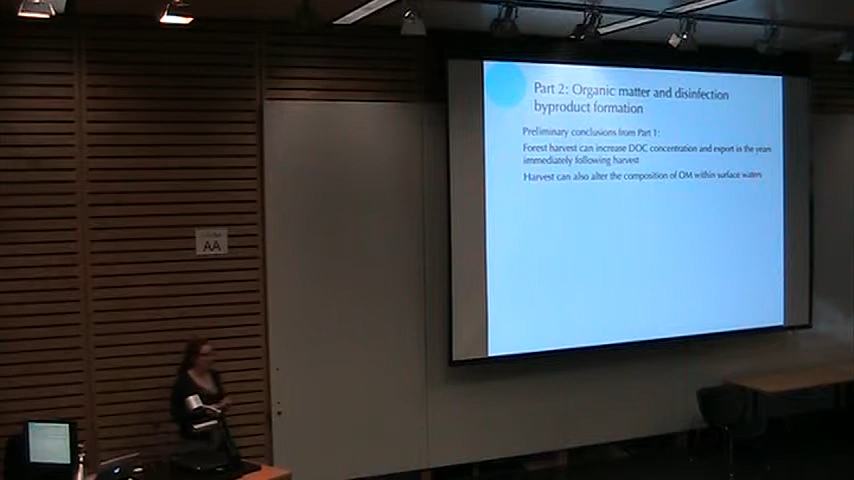 Part 2: Organic matter and disinfection
byproduct formation
Preliminary conclusions from Part 1:
Forest harvest can increase DOC concentration and export in the years
immediately following harvest
Harvest can also alter the composition of OM within surface waters
AA